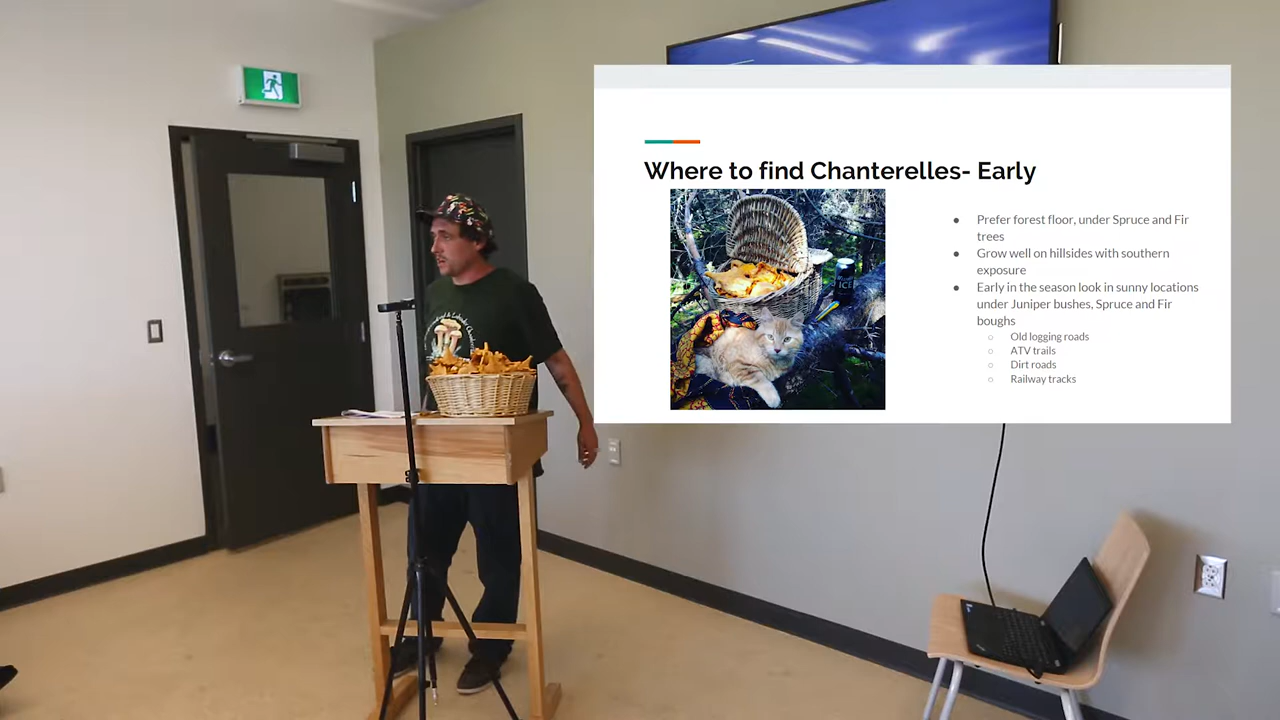 Where to find Chanterelles- Early
Prefer forest floor, under Spruce and Fir
trees
Grow well on hillsides with southern
exposure
Early in the season look in sunny locations
under Juniper bushes, Spruce and Fir
boughs
Old logging roads
ATV trails
Dirt roads
Railway tracks
ICE